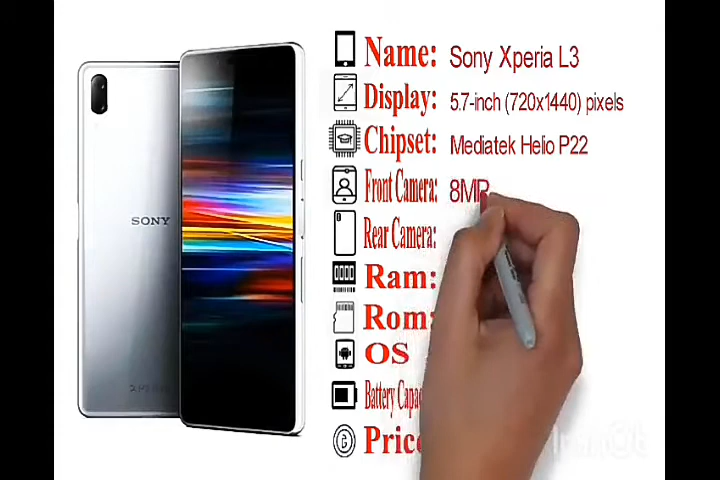 Name: Sony Xperia L3
Display: 5.7-inch (720x1440) pixels
Chipset: Mediatek Helio P22
Front Camera: 8MP
SONY
Rear Camera:
Ram:
Rom:
OS
Battery
Price